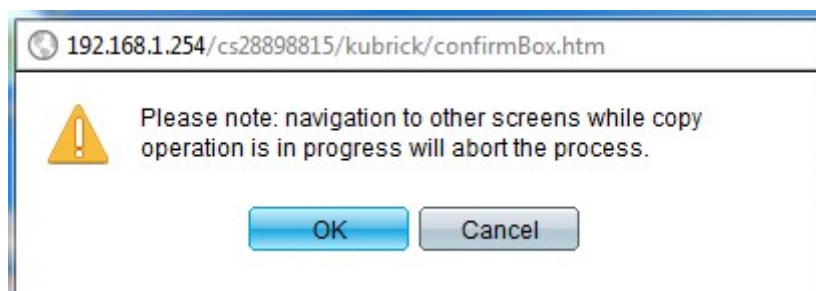 192.168.1.254/cs28898815/kubrick/confirmBox.htm
Please note: navigation to other screens while copy
operation is in progress will abort the process.
OK Cancel